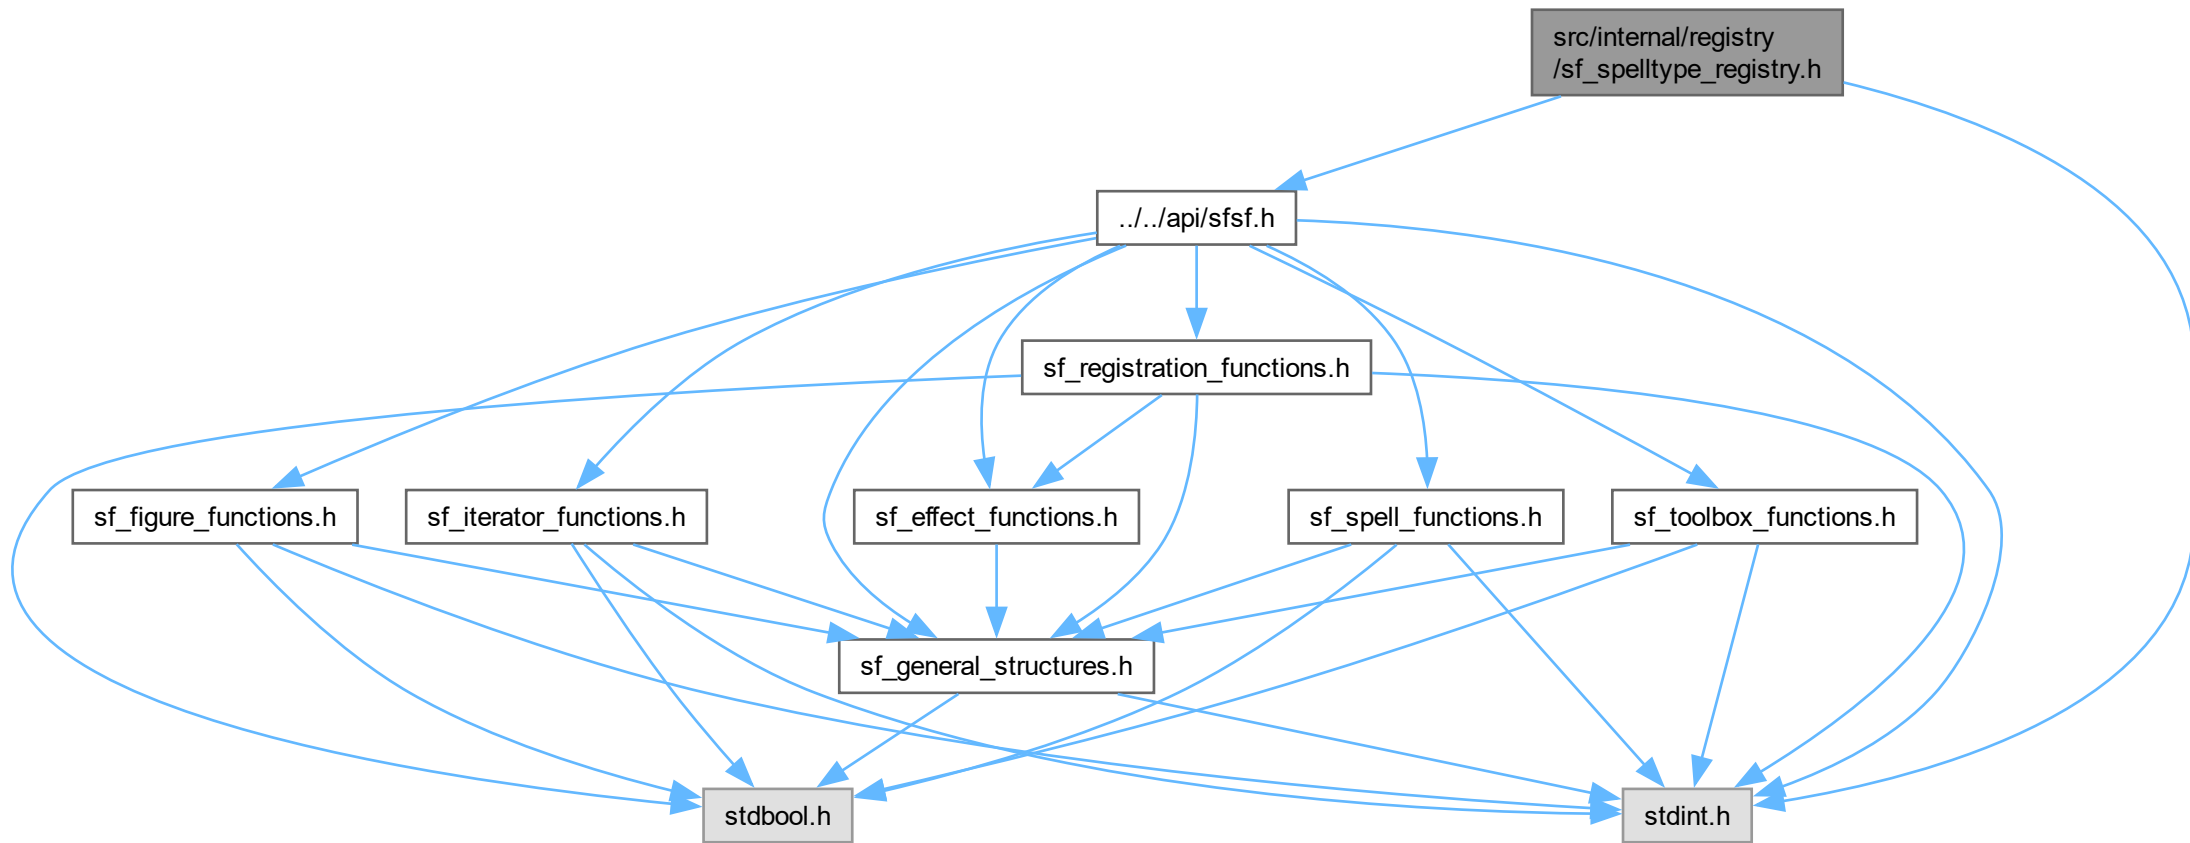 src/internal/registry
/sf_spelltype_registry.h
../../api/sfsf.h
sf_registration_functions.h
sf_figure_functions.h
sf_iterator_functions.h
sf_effect_functions.h
sf_spell_functions.h
sf_toolbox_functions.h
sf_general_structures.h
stdbool.h
stdint.h